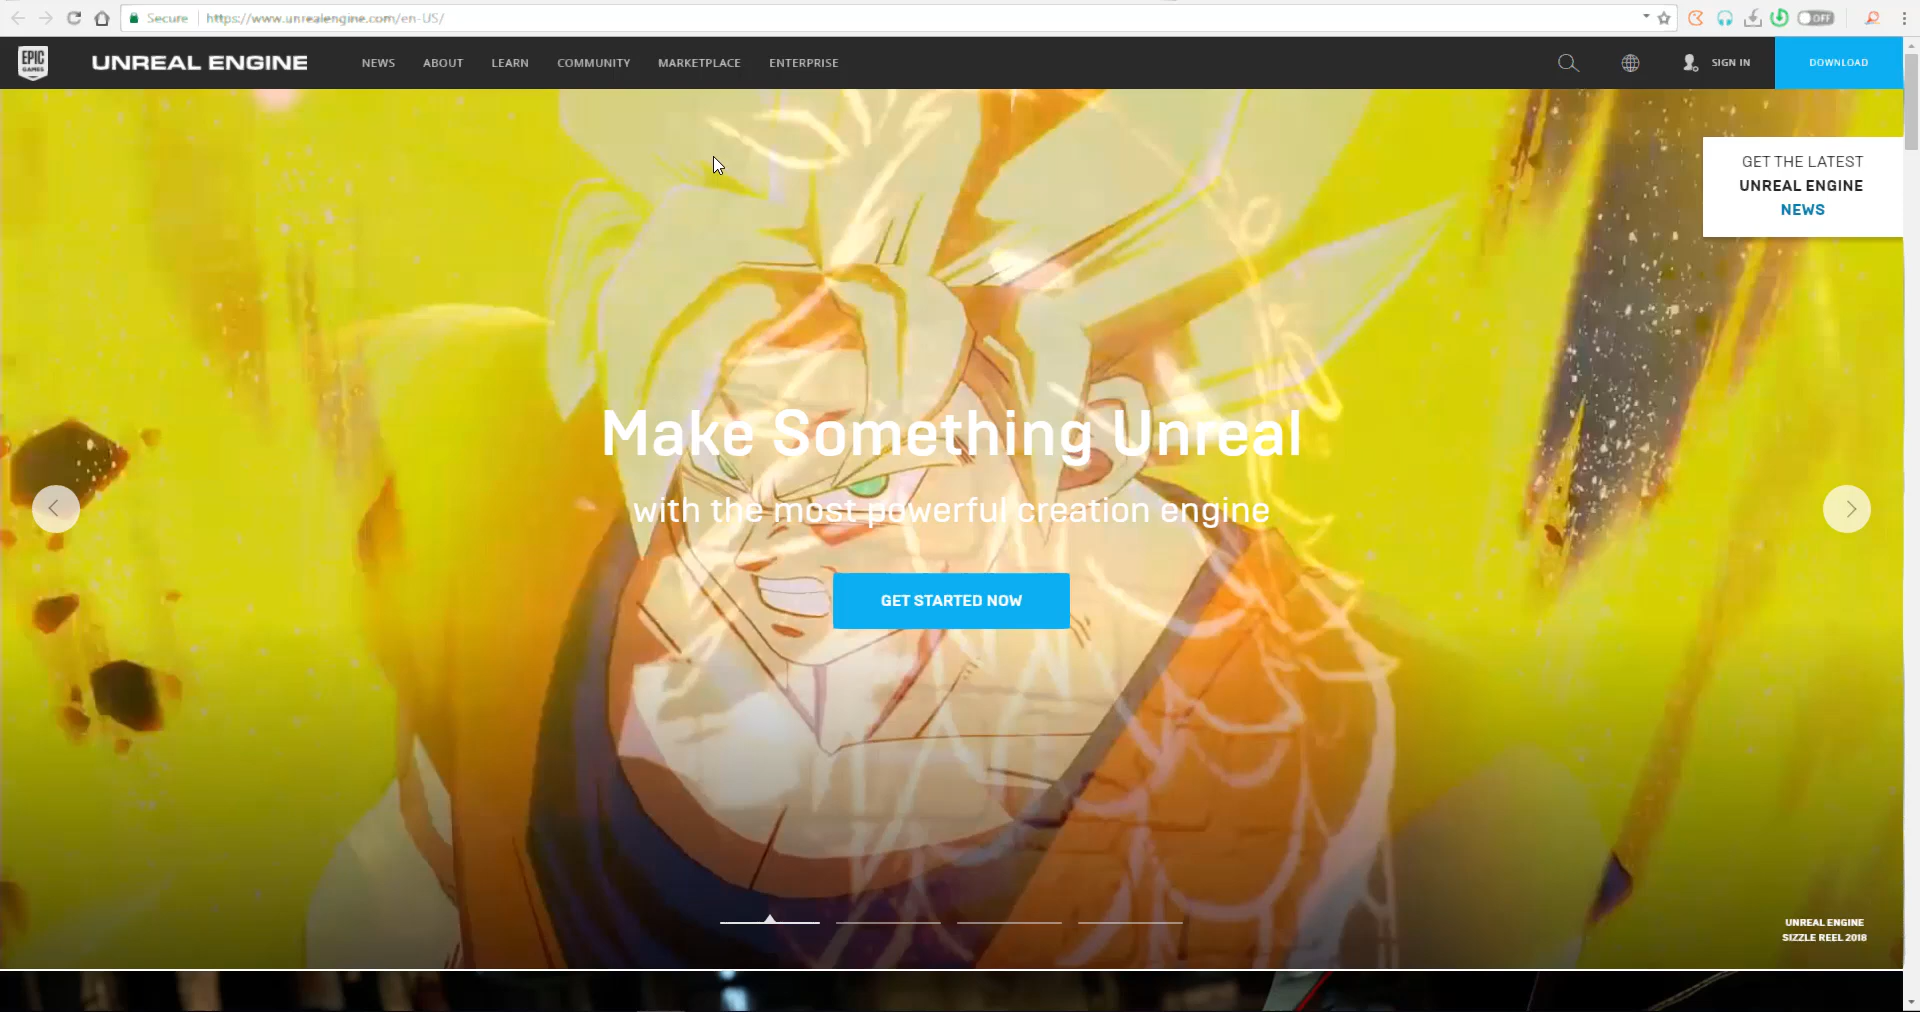 Secure https://www.unrealengine.com/en-US/
OFF
EPIC
GAMES
UNREAL ENGINE
NEWS
ABOUT
LEARN
COMMUNITY
MARKETPLACE
ENTERPRISE
SIGN IN
DOWNLOAD
GET THE LATEST
UNREAL ENGINE
NEWS
Make Something Unreal
with the most powerful creation engine
GET STARTED NOW
UNREAL ENGINE
SIZZLE REEL 2018